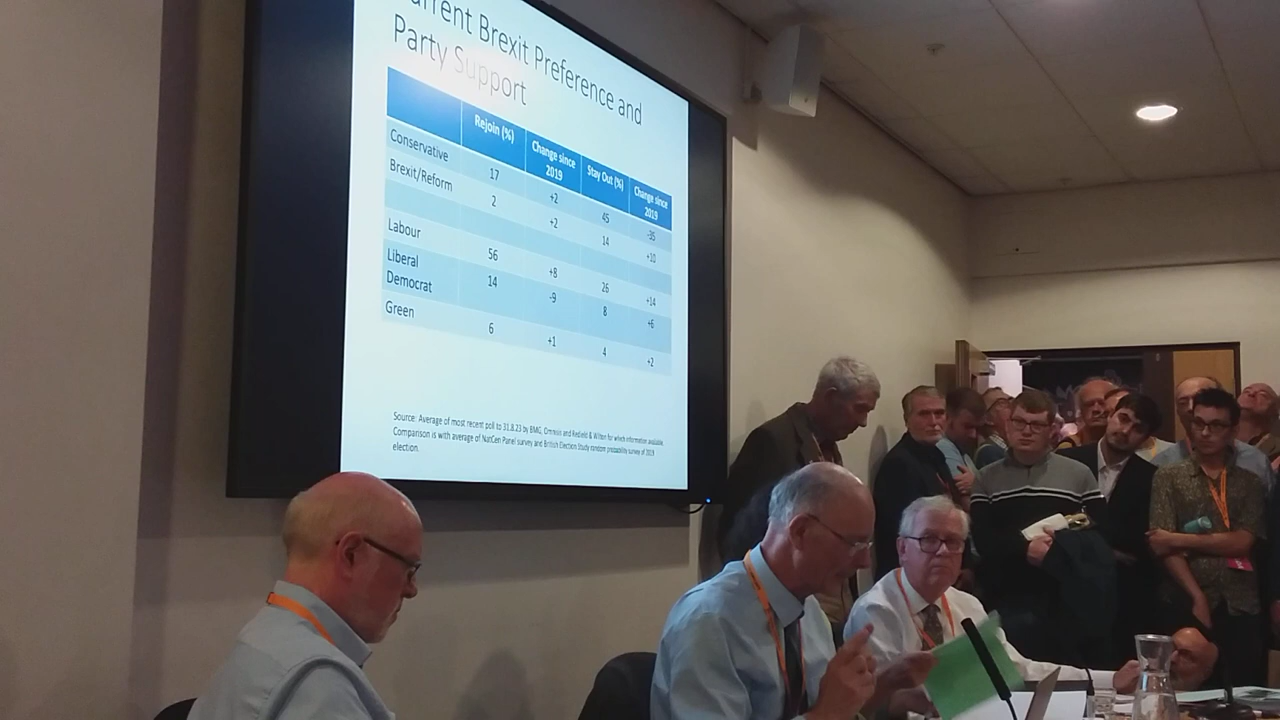 urrent Brexit Preference and
Party Support
Rejoin (%) Change since 2019 Stay Out (%) Change since 2019
Conservative 17 +2 45 -35
Brexit/Reform 2 +2 14 +10
Labour 56 +8 26 +14
Liberal Democrat 14 -9 8 +6
Green 6 +1 4 +2
Source: Average of most recent poll to 31.8.23 by BMG, Omnisis and Redfield & Wilton for which information available.
Comparison is with average of NatCen Panel survey and British Election Study random probability survey of 2019
election.